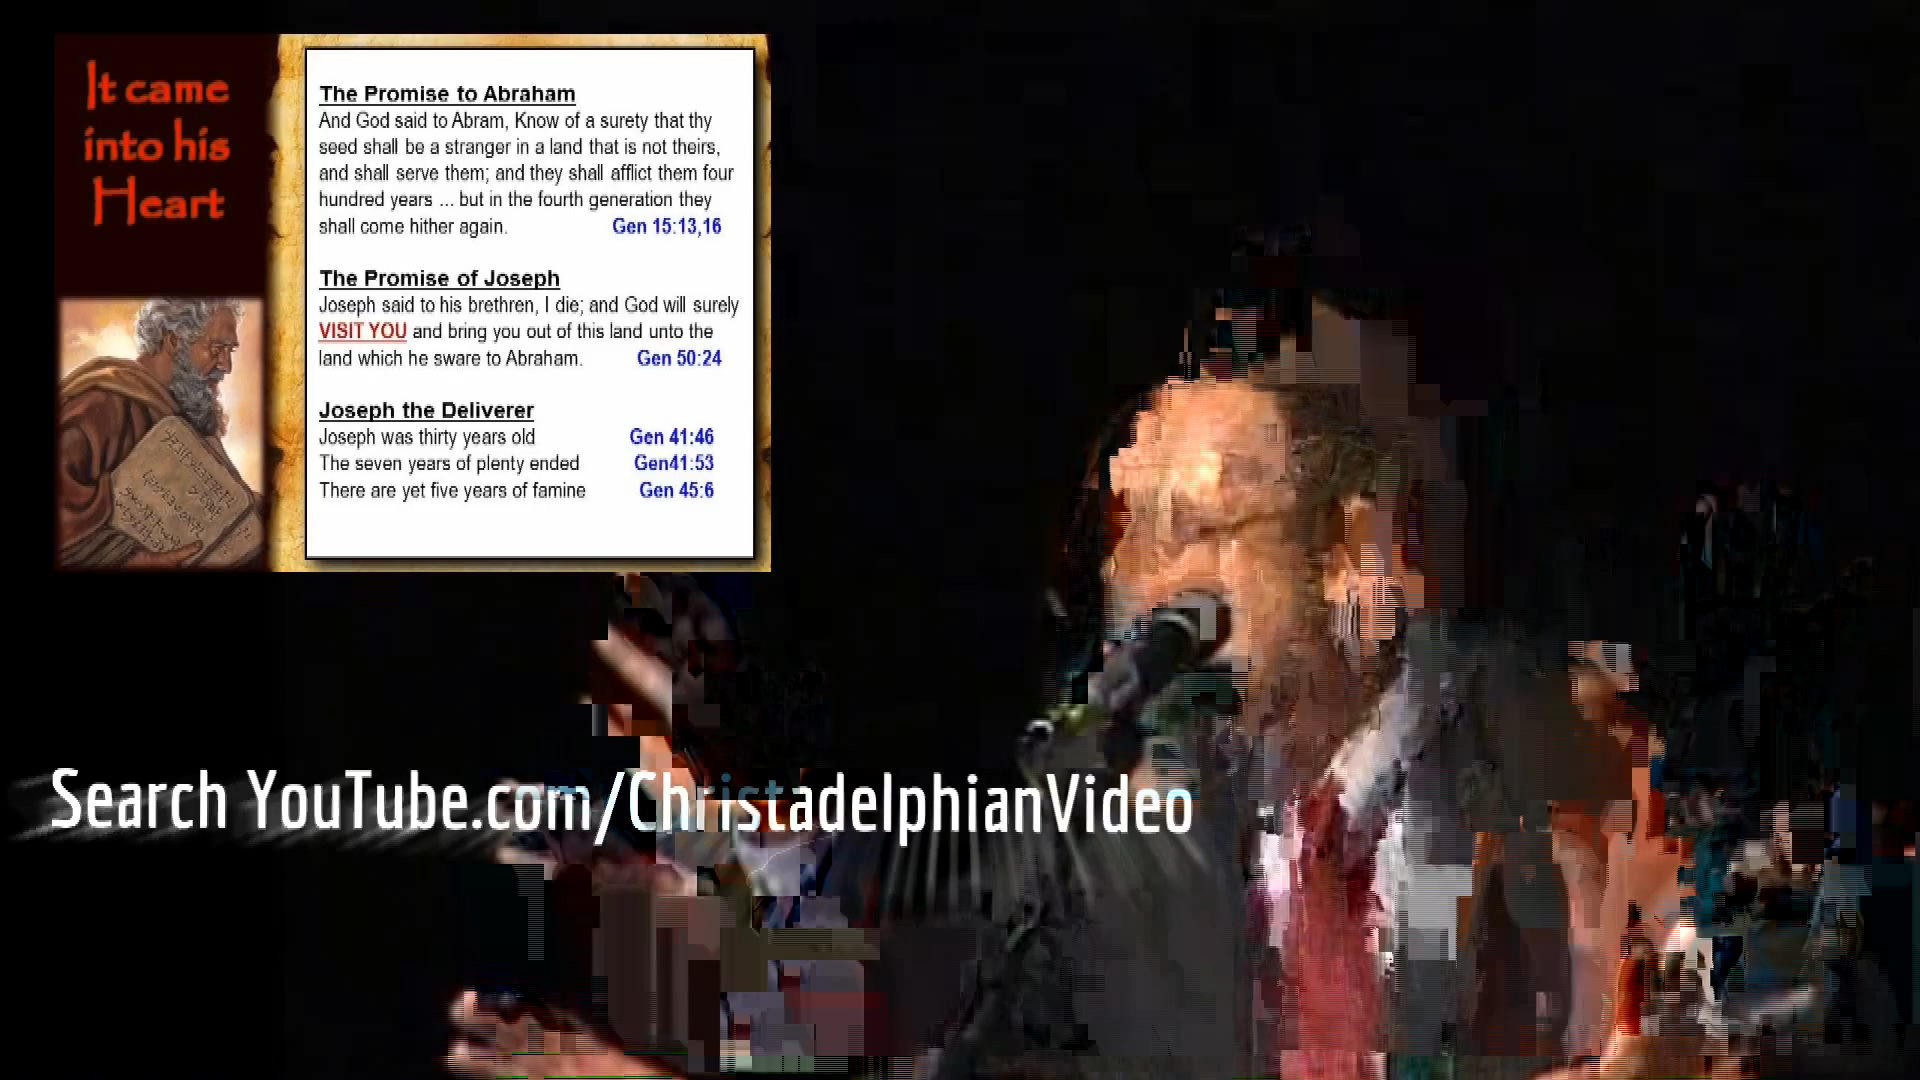 It came
into his
Heart
The Promise to Abraham
And God said to Abram, Know of a surety that thy
seed shall be a stranger in a land that is not theirs,
and shall serve them; and they shall afflict them four
hundred years ... but in the fourth generation they
shall come hither again. Gen 15:13,16
The Promise of Joseph
Joseph said to his brethren, I die; and God will surely
VISIT YOU and bring you out of this land unto the
land which he sware to Abraham. Gen 50:24
Joseph the Deliverer
Joseph was thirty years old Gen 41:46
The seven years of plenty ended Gen41:53
There are yet five years of famine Gen 45:6
Search YouTube.com/ChristadelphianVideo